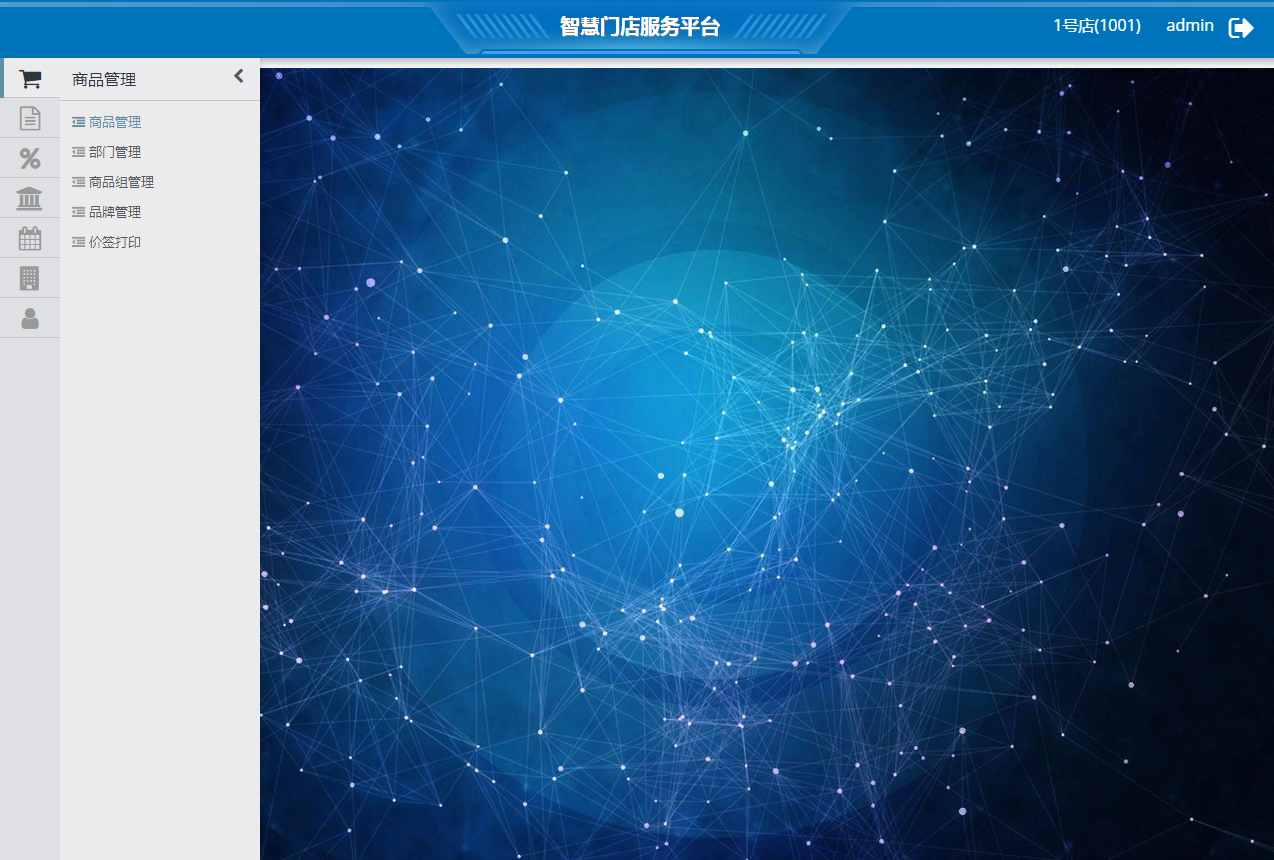 智慧门店服务平台
1号店(1001) admin
商品管理
商品管理
部门管理
商品组管理
品牌管理
价签打印